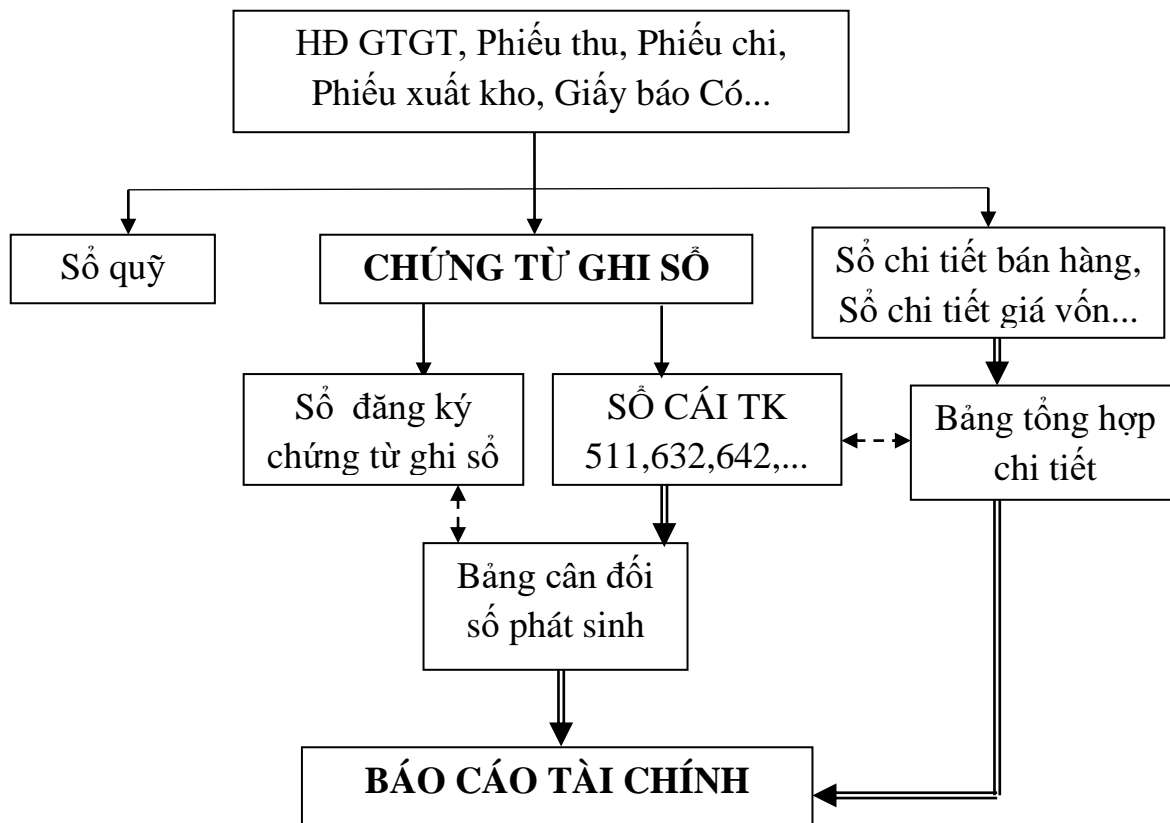 HĐ GTGT, Phiếu thu, Phiếu chi,
Phiếu xuất kho, Giấy báo Có...
Sổ quỹ
CHỨNG TỪ GHI SỔ
Sổ chi tiết bán hàng,
Sổ chi tiết giá vốn...
Sổ đăng ký
chứng từ ghi sổ
SỔ CÁI TK
511,632,642,...
Bảng tổng hợp
chi tiết
Bảng cân đối
số phát sinh
BÁO CÁO TÀI CHÍNH